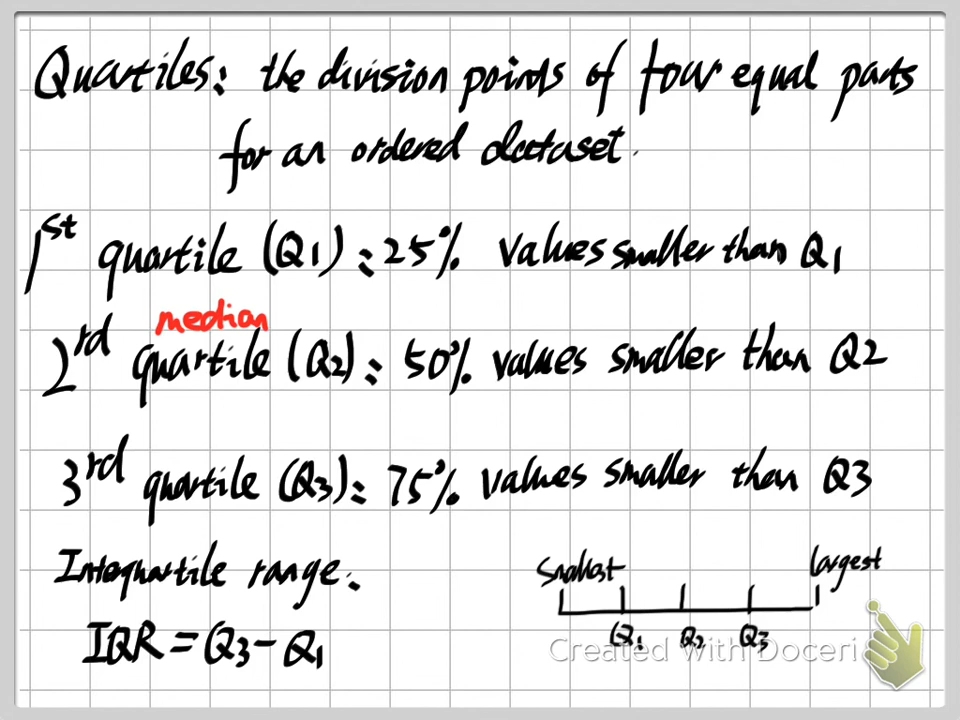 Quartiles: the division points of four equal parts
for an ordered dataset.
1st quartile (Q1): 25% values smaller than Q1
median
2rd quartile (Q2): 50% values smaller than Q2
3rd quartile (Q3): 75% values smaller than Q3
Intequartile range:
IQR = Q3 - Q1
smallest largest
Q1 Q2 Q3
Created with Doceri